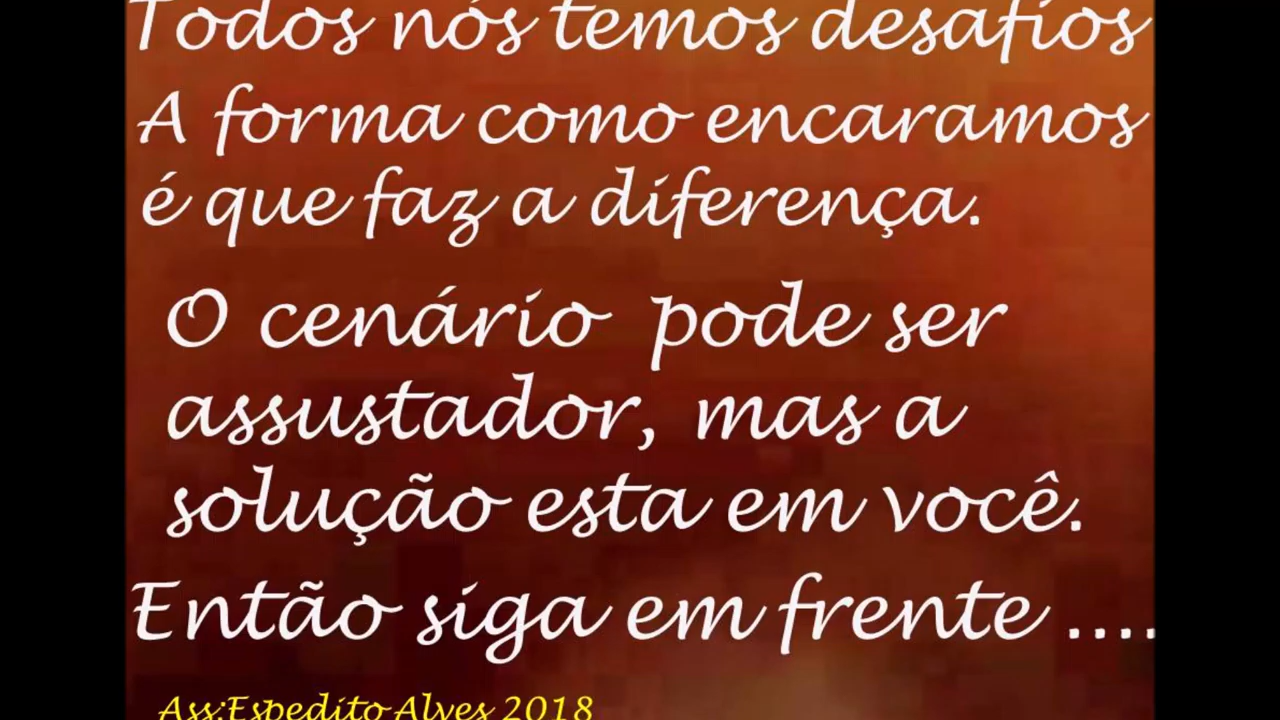 Todos nós temos desafios
A forma como encaramos
é que faz a diferença.
O cenário pode ser
assustador, mas a
solução esta em você.
Então siga em frente ....
Ass:Espedito Alves 2018